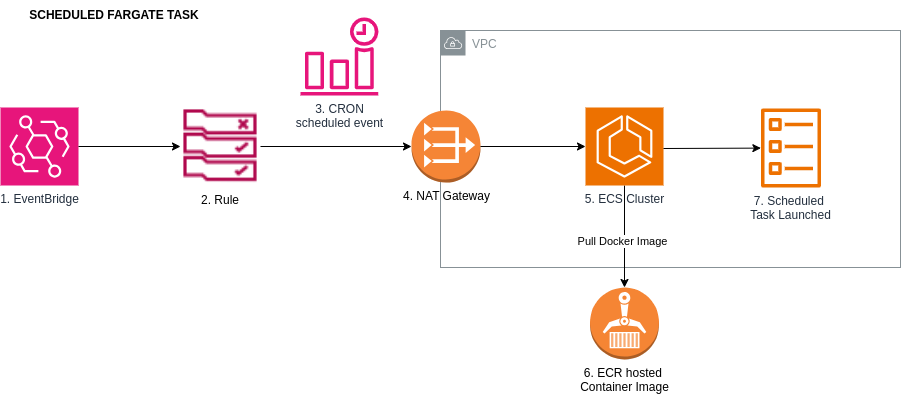 SCHEDULED FARGATE TASK
VPC
3. CRON
scheduled event
1. EventBridge
2. Rule
4. NAT Gateway
5. ECS Cluster
7. Scheduled
Task Launched
Pull Docker Image
6. ECR hosted
Container Image